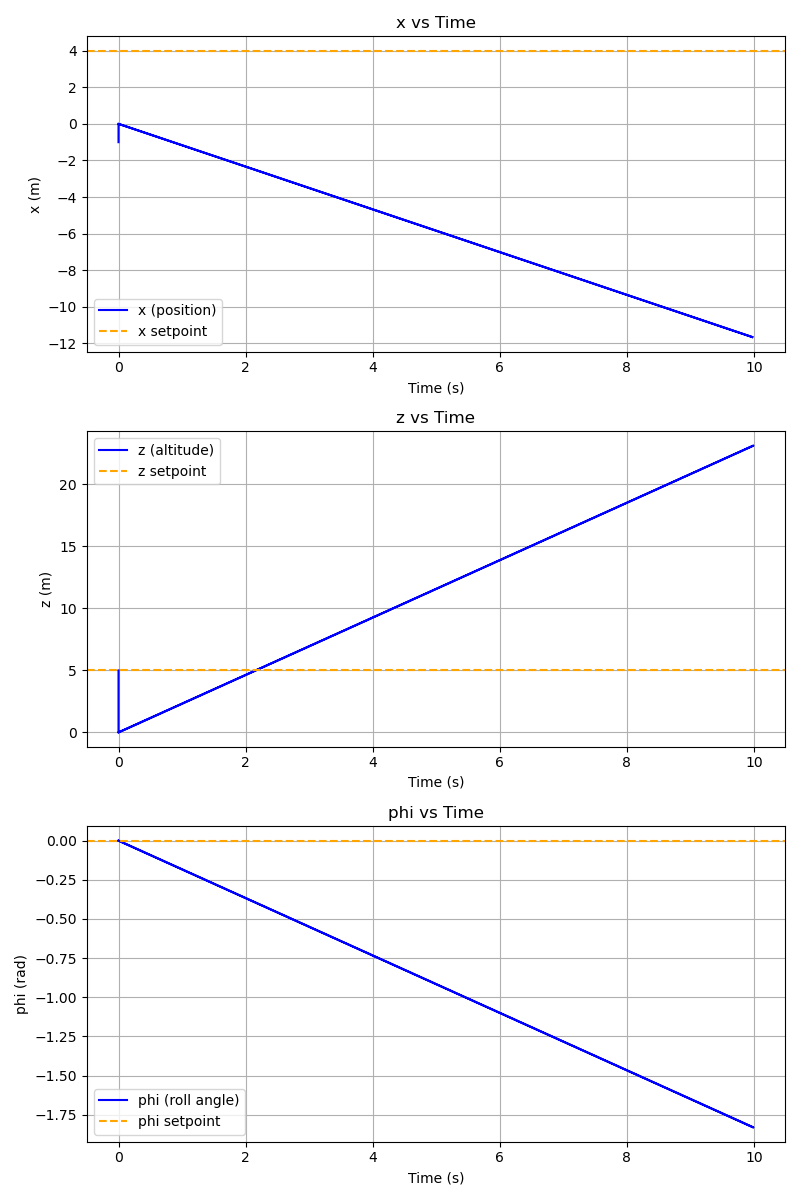 x vs Time
4
2
0
−2
−4
−6
−8
−10
−12
x (m)
x (position)
x setpoint
0 2 4 6 8 10
Time (s)
z vs Time
z (altitude)
z setpoint
20
15
10
5
0
z (m)
0 2 4 6 8 10
Time (s)
phi vs Time
0.00
−0.25
−0.50
−0.75
−1.00
−1.25
−1.50
−1.75
phi (rad)
phi (roll angle)
phi setpoint
0 2 4 6 8 10
Time (s)